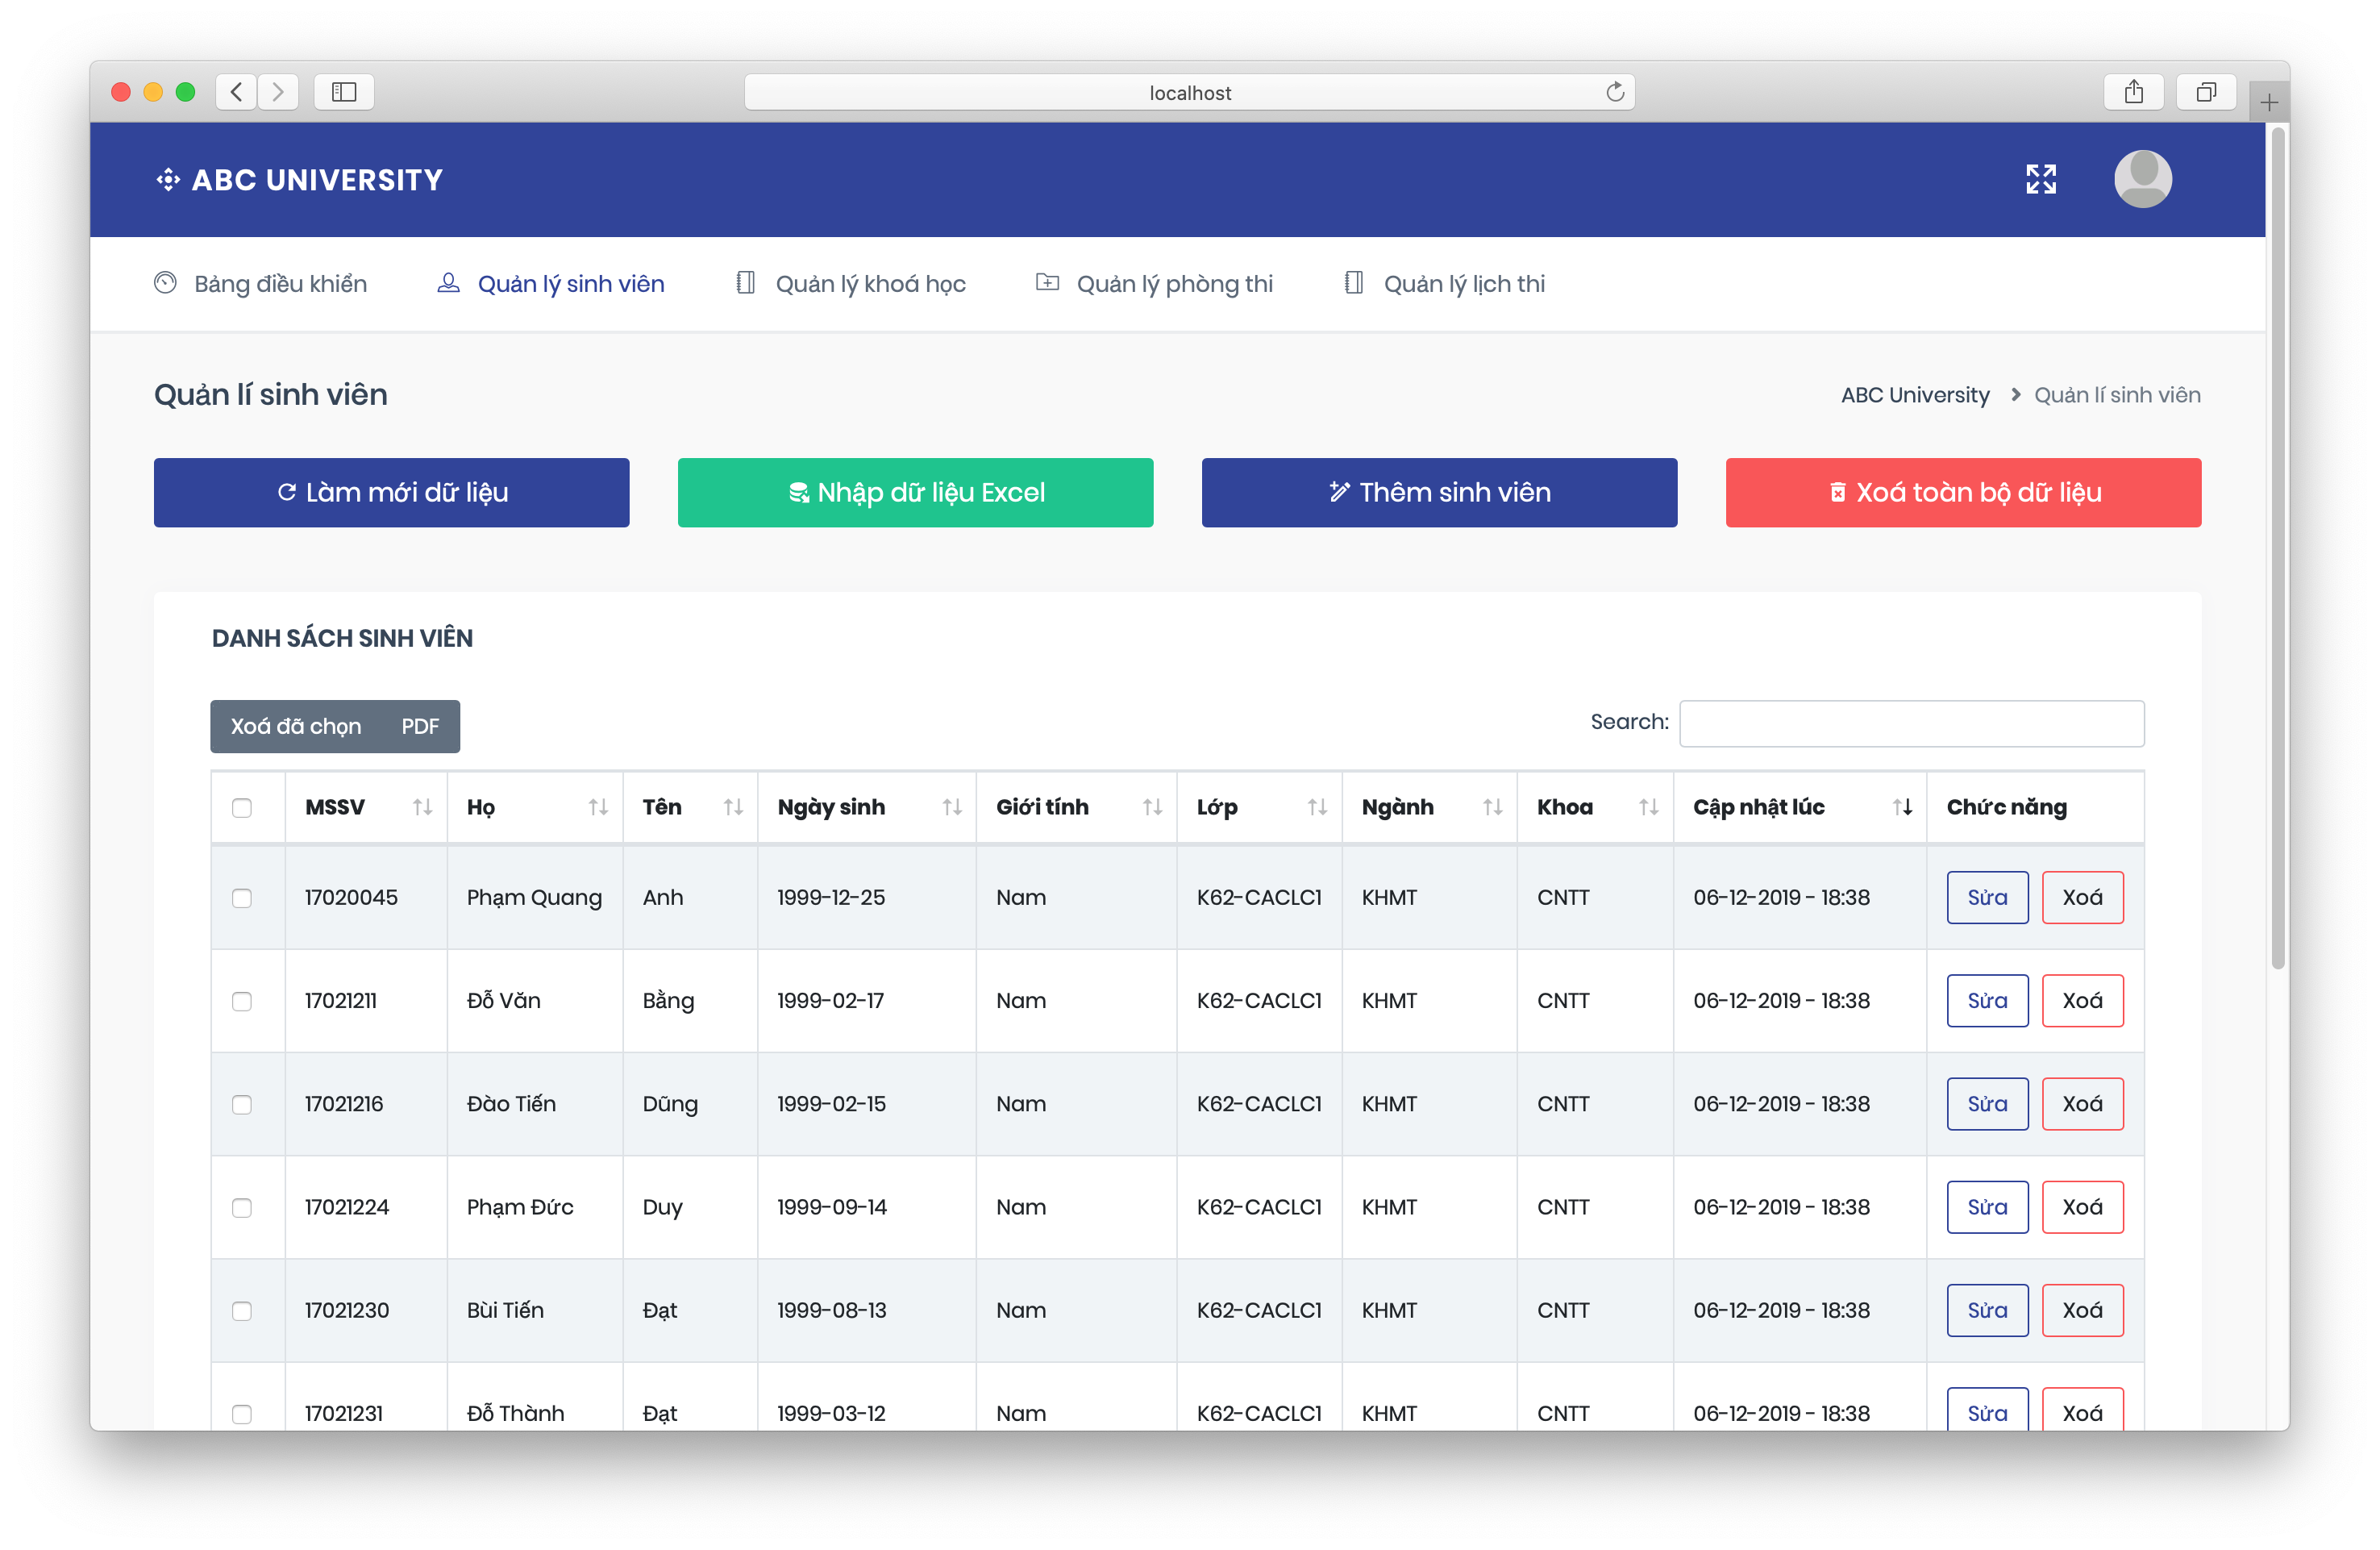 localhost
ABC UNIVERSITY
Bảng điều khiển Quản lý sinh viên Quản lý khoá học Quản lý phòng thi Quản lý lịch thi
Quản lí sinh viên
ABC University Quản lí sinh viên
Làm mới dữ liệu Nhập dữ liệu Excel Thêm sinh viên Xoá toàn bộ dữ liệu
DANH SÁCH SINH VIÊN
Xoá đã chọn PDF
Search:
MSSV Họ Tên Ngày sinh Giới tính Lớp Ngành Khoa Cập nhật lúc Chức năng
17020045 Phạm Quang Anh 1999-12-25 Nam K62-CACLC1 KHMT CNTT 06-12-2019 - 18:38 Sửa Xoá
17021211 Đỗ Văn Bằng 1999-02-17 Nam K62-CACLC1 KHMT CNTT 06-12-2019 - 18:38 Sửa Xoá
17021216 Đào Tiến Dũng 1999-02-15 Nam K62-CACLC1 KHMT CNTT 06-12-2019 - 18:38 Sửa Xoá
17021224 Phạm Đức Duy 1999-09-14 Nam K62-CACLC1 KHMT CNTT 06-12-2019 - 18:38 Sửa Xoá
17021230 Bùi Tiến Đạt 1999-08-13 Nam K62-CACLC1 KHMT CNTT 06-12-2019 - 18:38 Sửa Xoá
17021231 Đỗ Thành Đạt 1999-03-12 Nam K62-CACLC1 KHMT CNTT 06-12-2019 - 18:38 Sửa Xoá